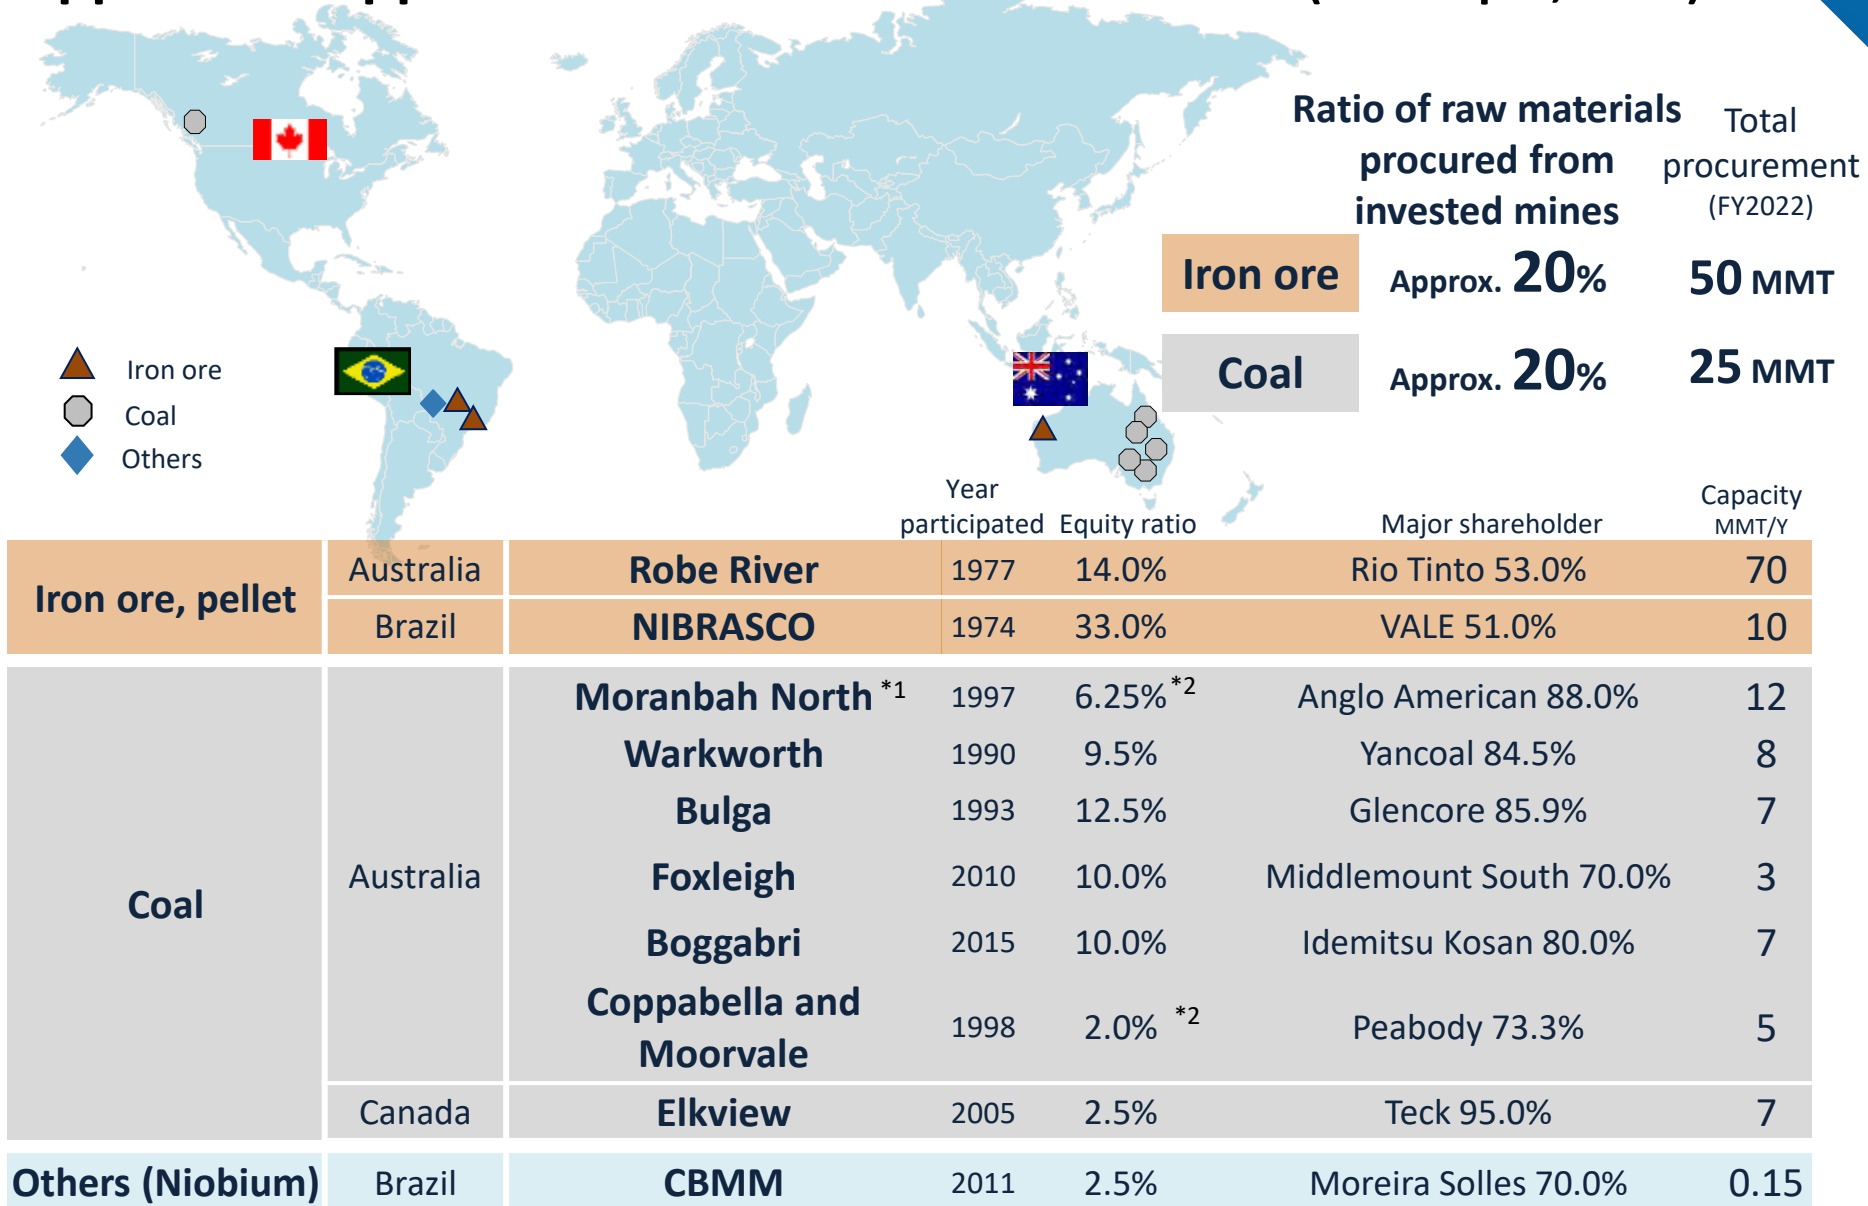 Ratio of raw materials
procured from
invested mines
Total
procurement
(FY2022)
Iron ore Approx. 20% 50 MMT
Coal Approx. 20% 25 MMT
Iron ore
Coal
Others
Year
participated Equity ratio Major shareholder Capacity
MMT/Y
Iron ore, pellet
Australia Robe River 1977 14.0% Rio Tinto 53.0% 70
Brazil NIBRASCO 1974 33.0% VALE 51.0% 10
Coal
Australia
Moranbah North *1 1997 6.25% *2 Anglo American 88.0% 12
Warkworth 1990 9.5% Yancoal 84.5% 8
Bulga 1993 12.5% Glencore 85.9% 7
Foxleigh 2010 10.0% Middlemount South 70.0% 3
Boggabri 2015 10.0% Idemitsu Kosan 80.0% 7
Coppabella and
Moorvale 1998 2.0% *2 Peabody 73.3% 5
Canada Elkview 2005 2.5% Teck 95.0% 7
Others (Niobium) Brazil CBMM 2011 2.5% Moreira Solles 70.0% 0.15